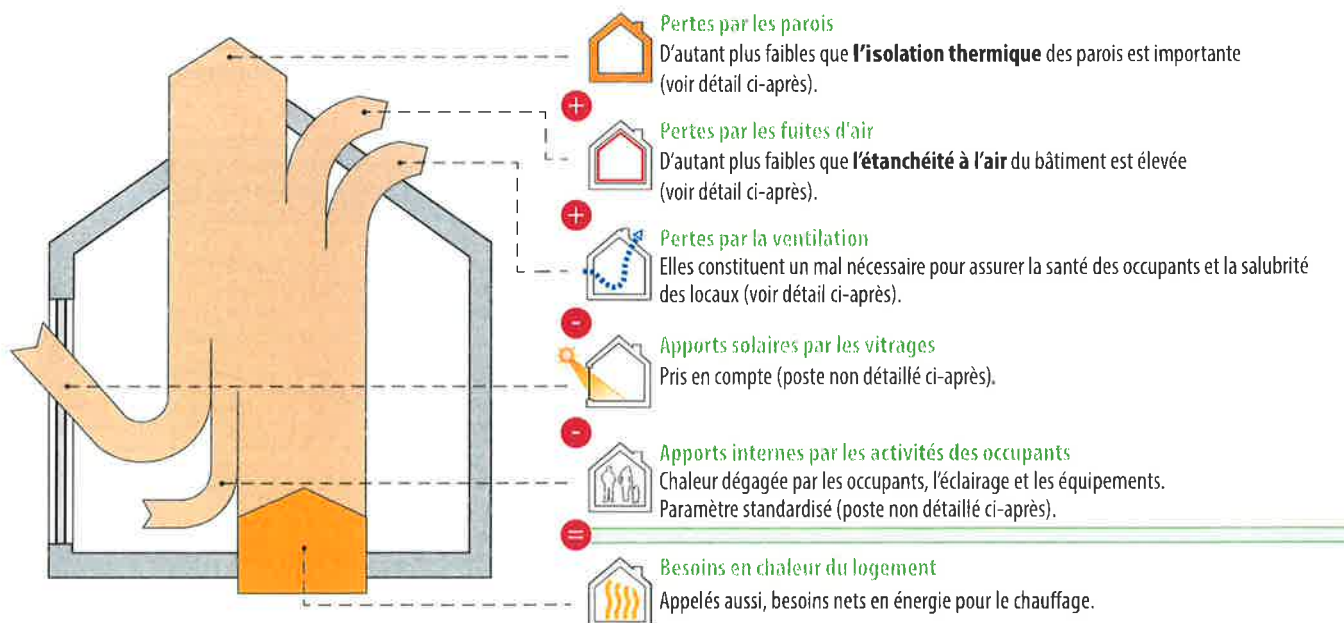 Pertes par les parois
D'autant plus faibles que l'isolation thermique des parois est importante
(voir détail ci-après).
+
Pertes par les fuites d'air
D'autant plus faibles que l'étanchéité à l'air du bâtiment est élevée
(voir détail ci-après).
+
Pertes par la ventilation
Elles constituent un mal nécessaire pour assurer la santé des occupants et la salubrité
des locaux (voir détail ci-après).
-
Apports solaires par les vitrages
Pris en compte (poste non détaillé ci-après).
-
Apports internes par les activités des occupants
Chaleur dégagée par les occupants, l'éclairage et les équipements.
Paramètre standardisé (poste non détaillé ci-après).
=
Besoins en chaleur du logement
Appelés aussi, besoins nets en énergie pour le chauffage.